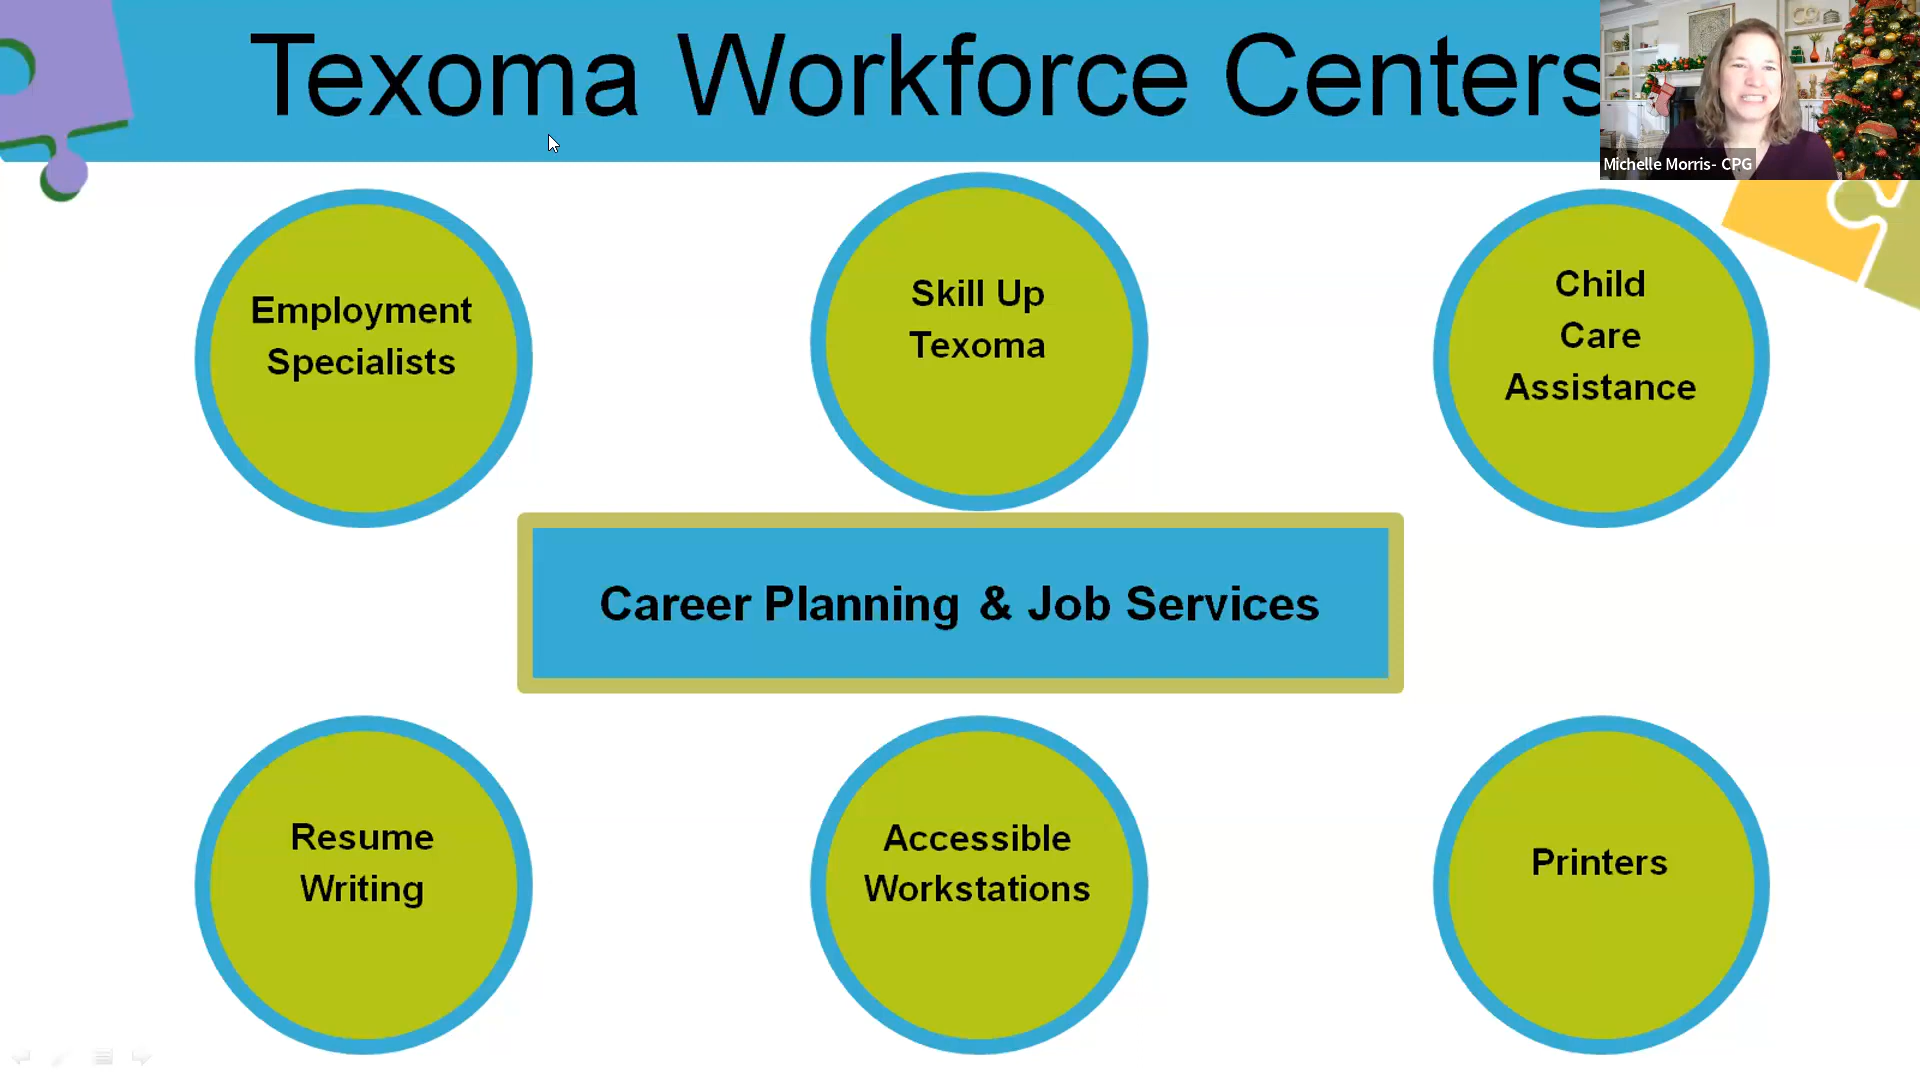 Texoma Workforce Centers
Michelle Morris- CPG
Employment
Specialists
Skill Up
Texoma
Child
Care
Assistance
Career Planning & Job Services
Resume
Writing
Accessible
Workstations
Printers